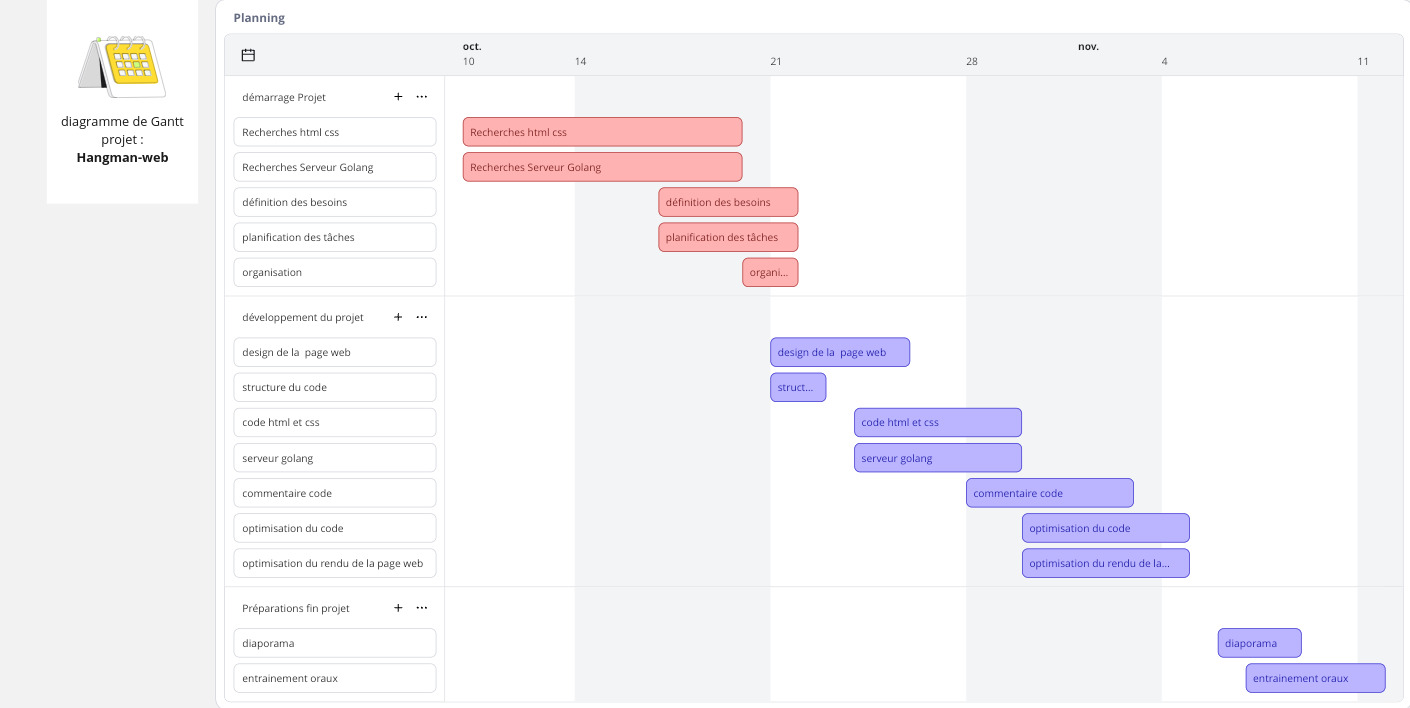 diagramme de Gantt
projet :
Hangman-web
Planning
oct.
nov.
10
14
21
28
4
11
démarrage Projet
Recherches html css
Recherches html css
Recherches Serveur Golang
Recherches Serveur Golang
définition des besoins
définition des besoins
planification des tâches
planification des tâches
organisation
organi...
développement du projet
design de la  page web
design de la  page web
structure du code
struct...
code html et css
code html et css
serveur golang
serveur golang
commentaire code
commentaire code
optimisation du code
optimisation du code
optimisation du rendu de la page web
optimisation du rendu de la...
Préparations fin projet
diaporama
diaporama
entrainement oraux
entrainement oraux